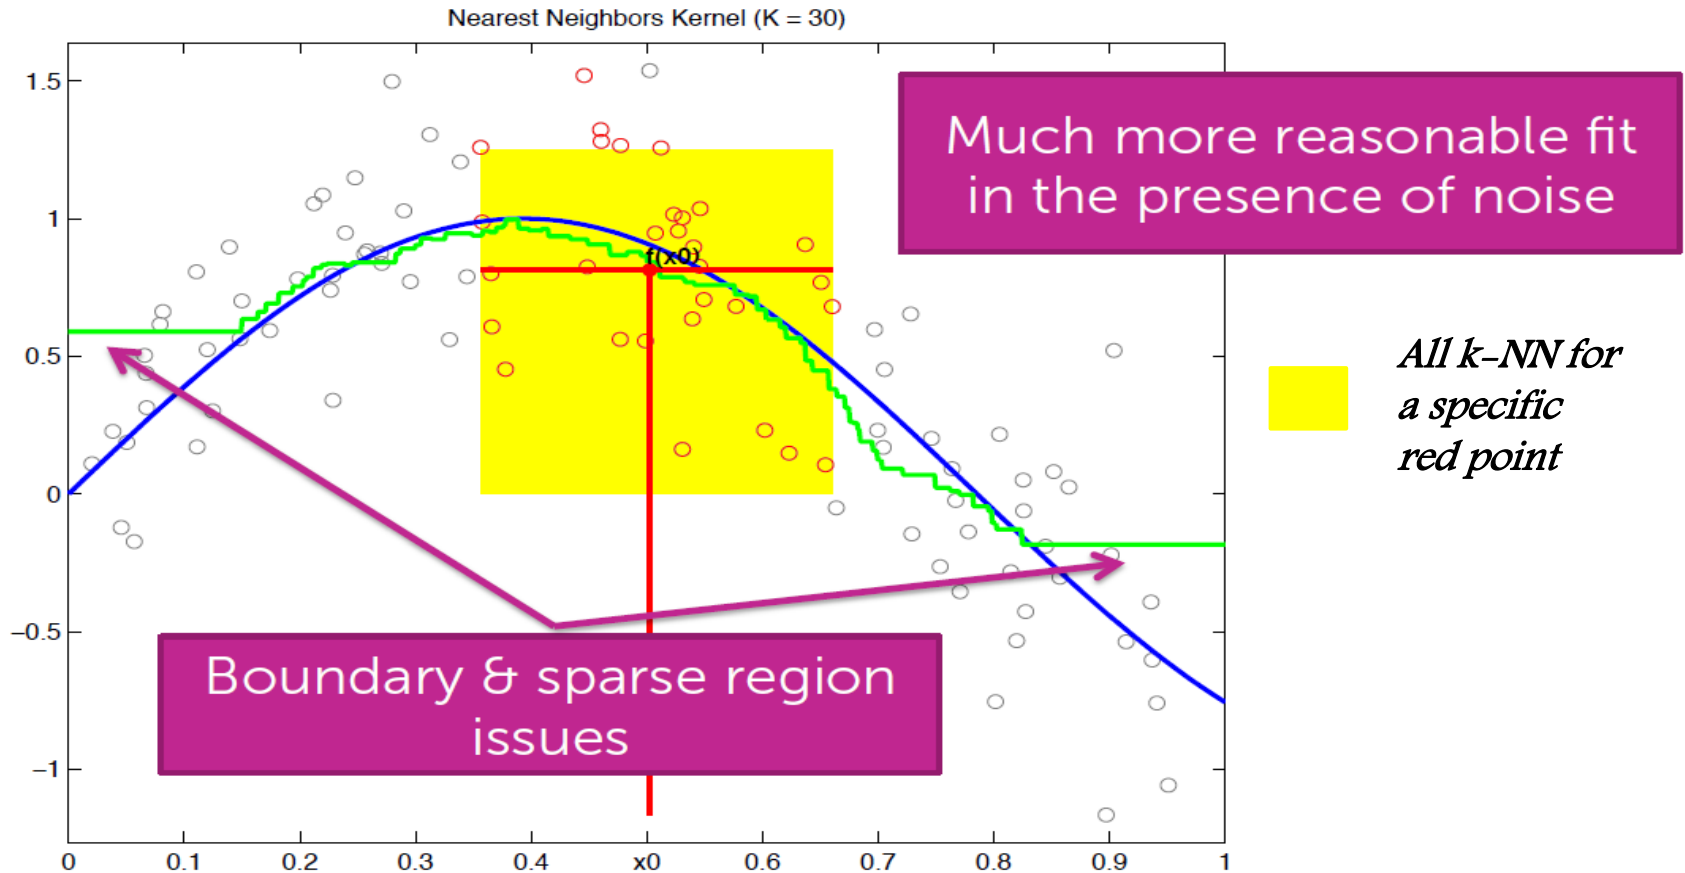 Nearest Neighbors Kernel (K = 30)
1.5
1
0.5
0
−0.5
−1
Much more reasonable fit
in the presence of noise
f(x0)
All k-NN for
a specific
red point
Boundary & sparse region
issues
0 0.1 0.2 0.3 0.4 x0 0.6 0.7 0.8 0.9 1